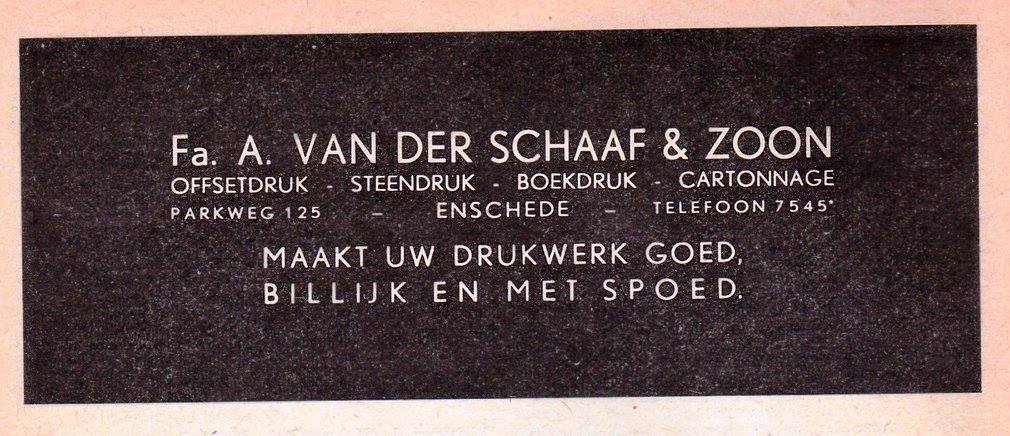 Fa. A. VAN DER SCHAAF & ZOON
OFFSETDRUK - STEENDRUK - BOEKDRUK - CARTONNAGE
PARKWEG 125 – ENSCHEDE – TELEFOON 7545*
MAAKT UW DRUKWERK GOED,
BILLIJK EN MET SPOED.